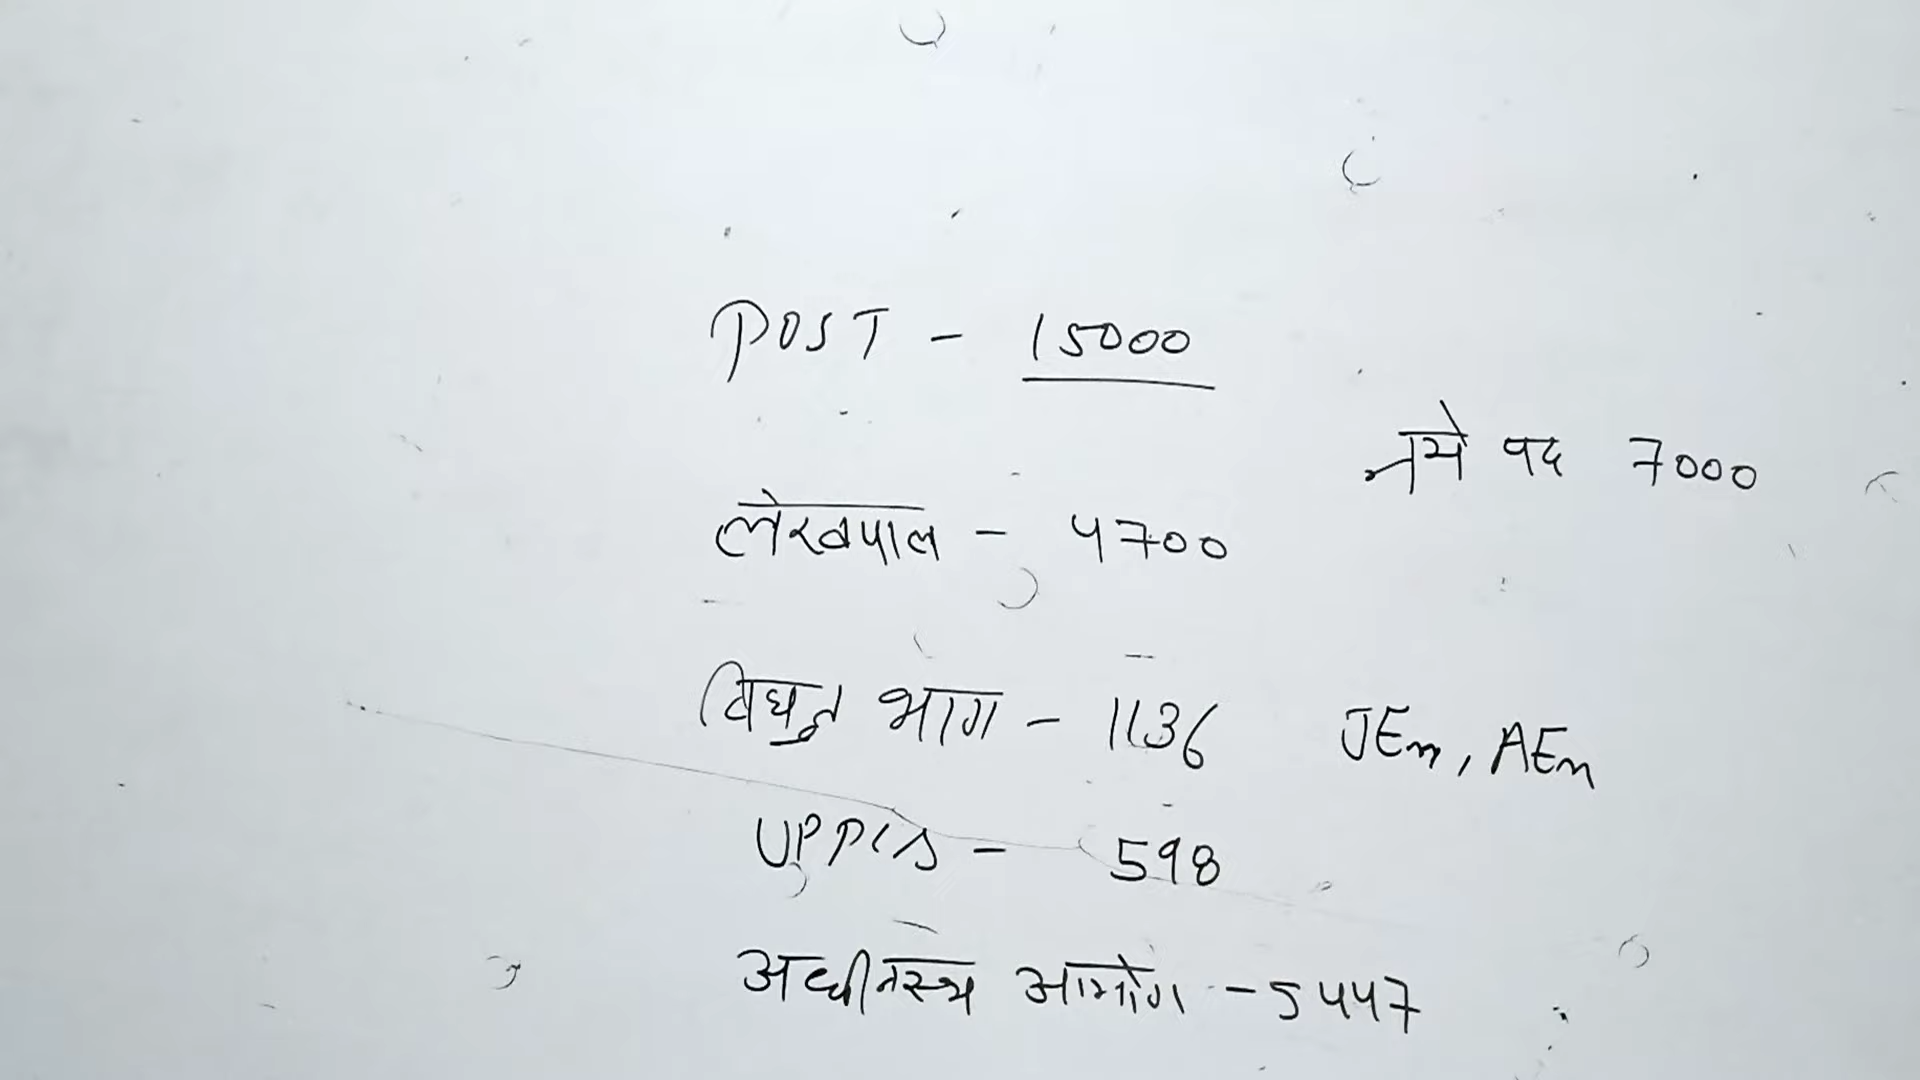 POST - 15000
नये पद 7000
लेखपाल - 4700
विघुत भाग - 1136 JEn, AEn
UPPCS - 598
अधीनस्थ आयोग - 5447